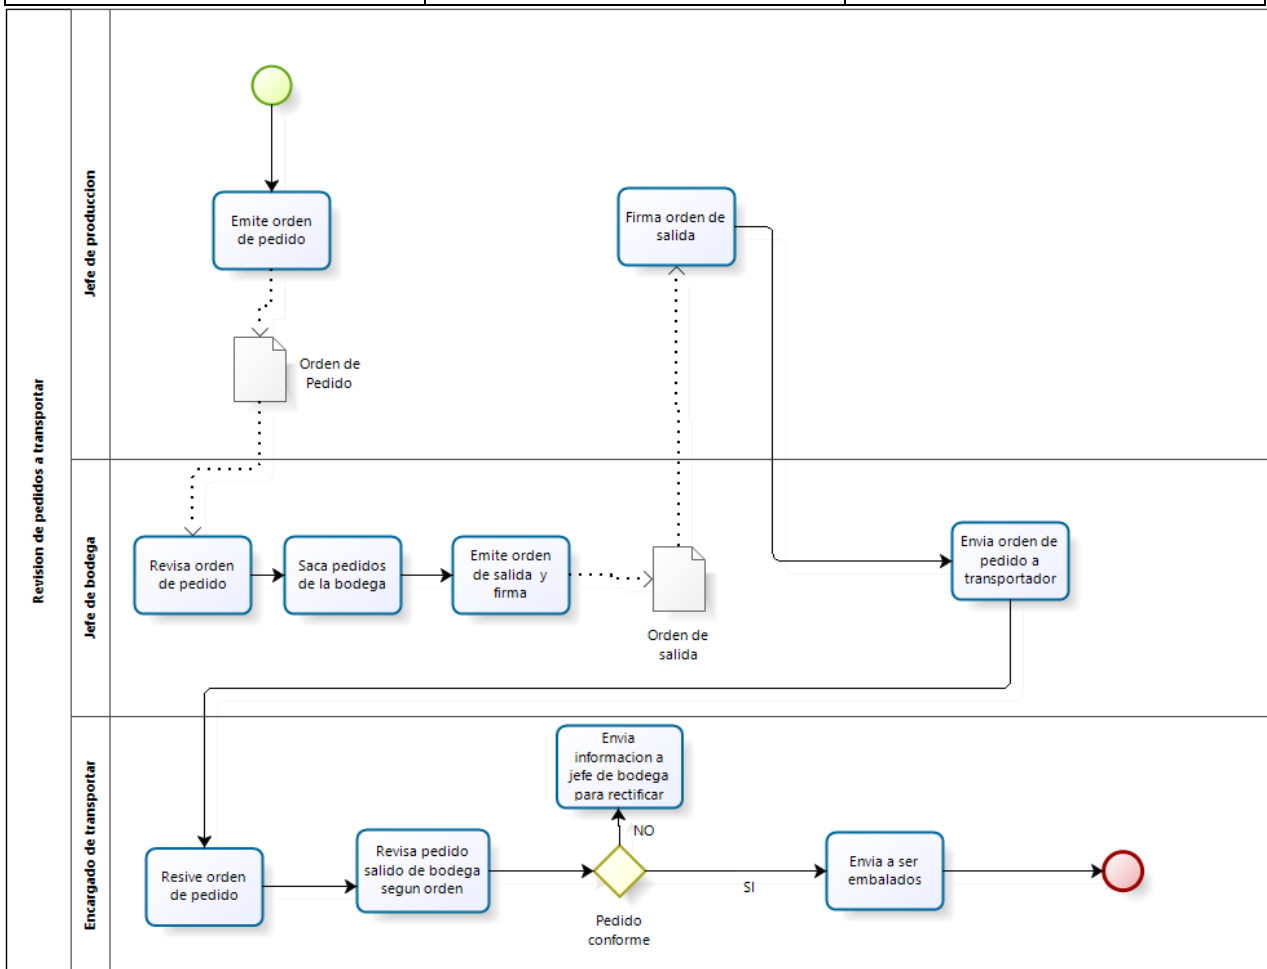 Revision de pedidos a transportar
Jefe de produccion
Emite orden
de pedido
Firma orden de
salida
Orden de
Pedido
Jefe de bodega
Revisa orden
de pedido
Saca pedidos
de la bodega
Emite orden
de salida  y
firma
Orden de
salida
Envia orden de
pedido a
transportador
Encargado de transportar
Resive orden
de pedido
Revisa pedido
salido de bodega
segun orden
Envia
informacion a
jefe de bodega
para rectificar
NO
Pedido
conforme
SI
Envia a ser
embalados